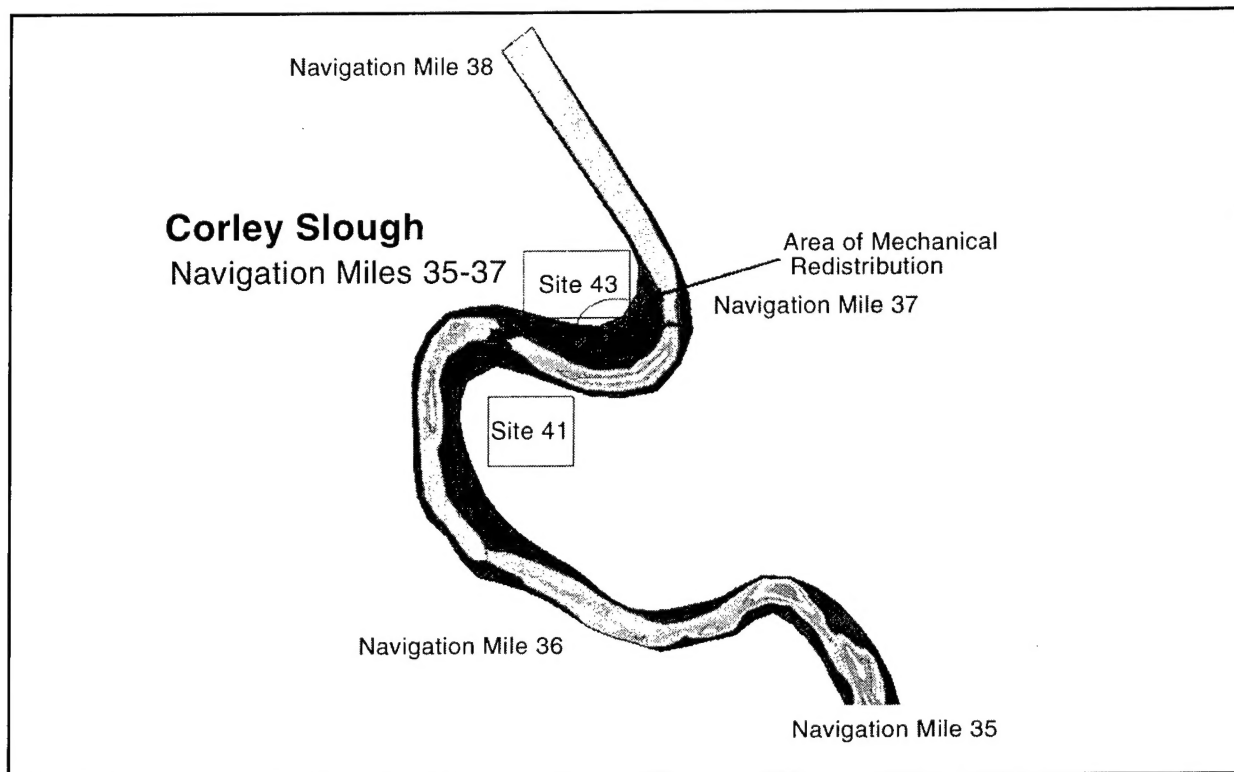 Navigation Mile 38
Corley Slough
Navigation Miles 35-37
Site 43
Area of Mechanical
Redistribution
Navigation Mile 37
Site 41
Navigation Mile 36
Navigation Mile 35